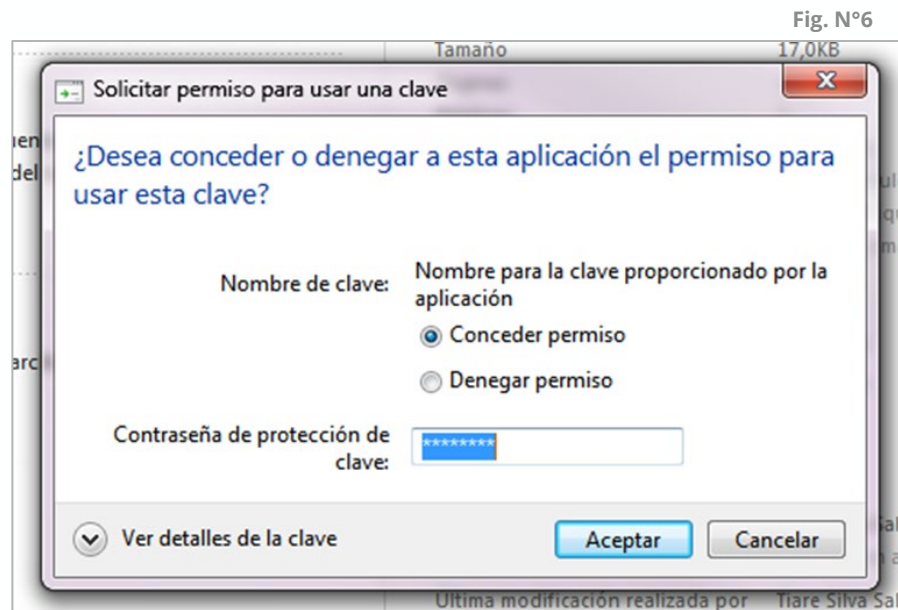 Fig. N°6
Tamaño 17,0KB
Solicitar permiso para usar una clave
¿Desea conceder o denegar a esta aplicación el permiso para
usar esta clave?
Nombre de clave:
Nombre para la clave proporcionado por la
aplicación
Conceder permiso
Denegar permiso
Contraseña de protección de
clave:
********
Ver detalles de la clave
Aceptar
Cancelar
Última modificación realizada por Tiare Silva Sal